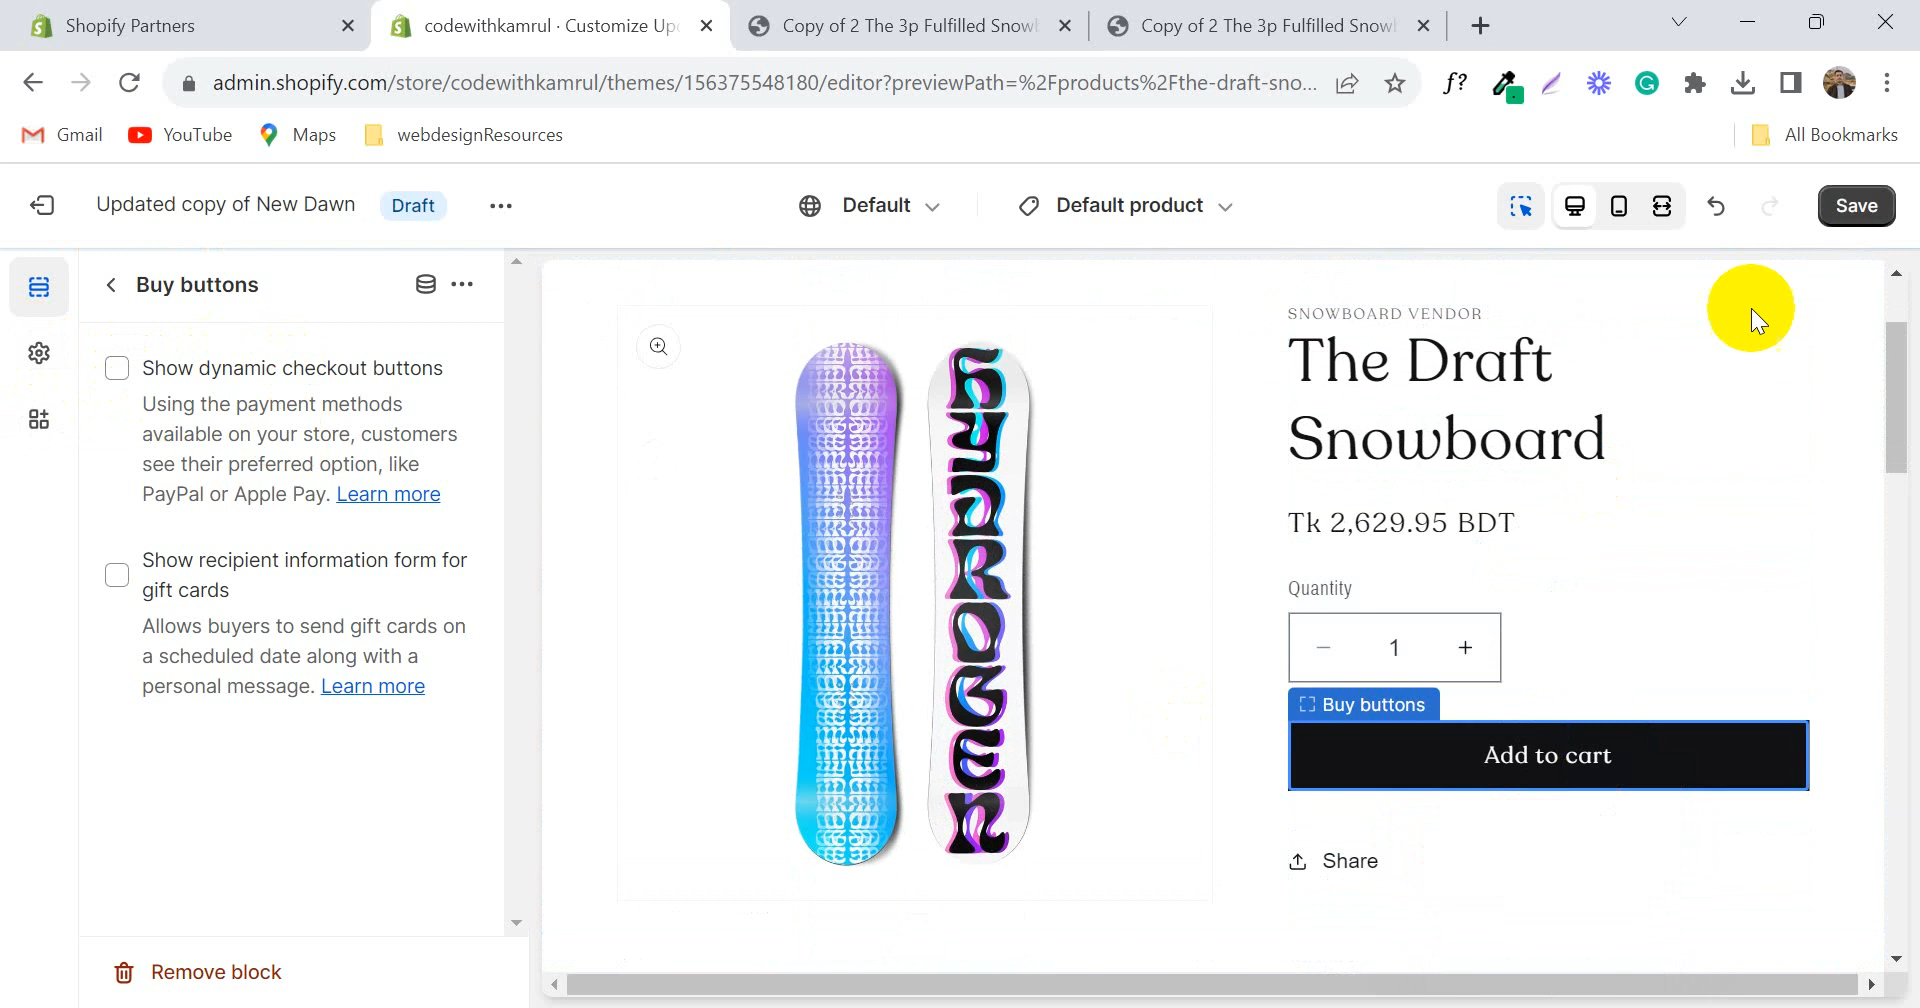 Shopify Partners
codewithkamrul · Customize Up
Copy of 2 The 3p Fulfilled Snow
Copy of 2 The 3p Fulfilled Snow
admin.shopify.com/store/codewithkamrul/themes/156375548180/editor?previewPath=%2Fproducts%2Fthe-draft-sno...
f?
Gmail
YouTube
Maps
webdesignResources
All Bookmarks
Updated copy of New Dawn
Draft
Default
Default product
Save
Buy buttons
Show dynamic checkout buttons
Using the payment methods
available on your store, customers
see their preferred option, like
PayPal or Apple Pay. Learn more
Show recipient information form for
gift cards
Allows buyers to send gift cards on
a scheduled date along with a
personal message. Learn more
Remove block
HYDROGEN
SNOWBOARD VENDOR
The Draft
Snowboard
Tk 2,629.95 BDT
Quantity
− 1 +
Buy buttons
Add to cart
Share